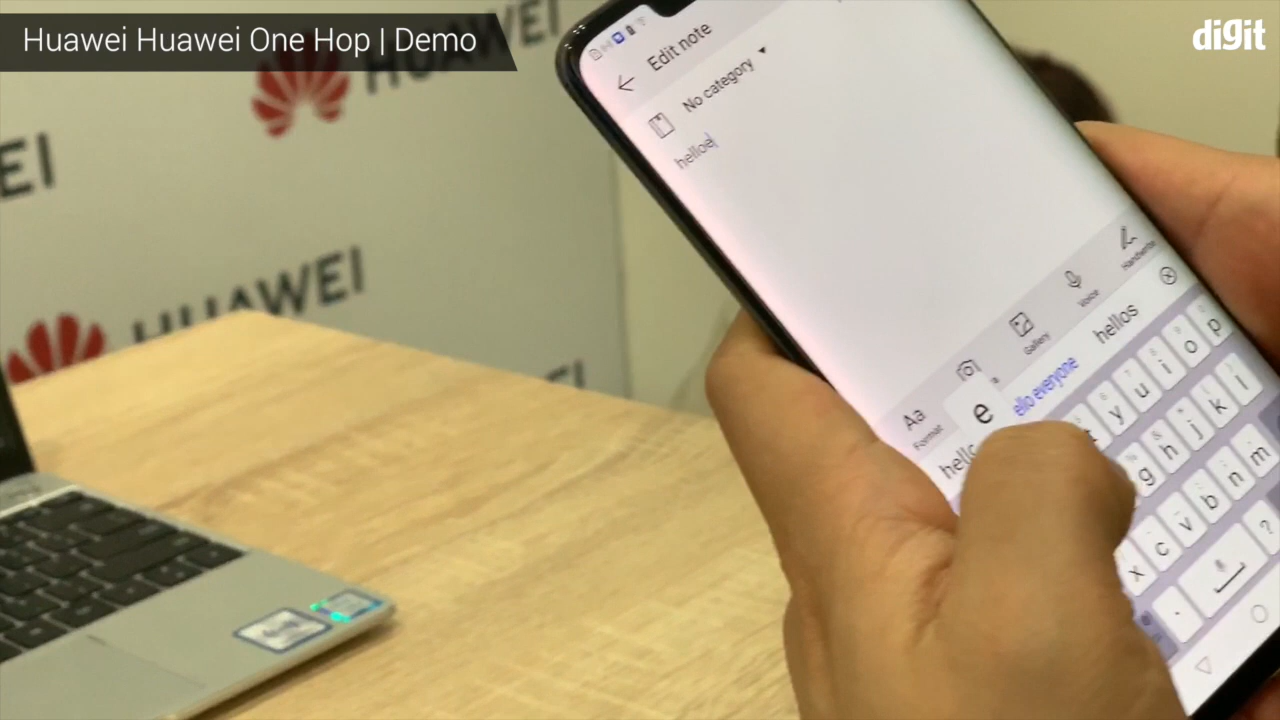 Huawei Huawei One Hop | Demo
digit
HUAWEI
EI
HUAWEI
Edit note
No category
helloe
Handwriting
Voice
Gallery
Aa
Format
e
ello everyone
hellos
t y u i o p
g h j k l
x c v b n m
?